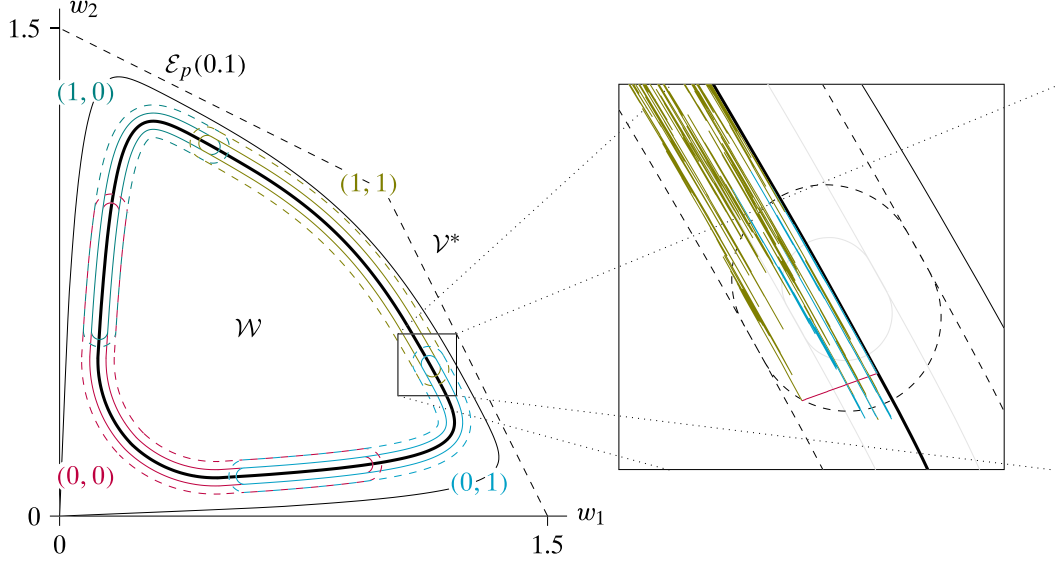 w₂
1.5
ℰₚ(0.1)
(1, 0)
(1, 1)
𝒱*
𝒲
(0, 0)
(0, 1)
0
w₁
0
1.5